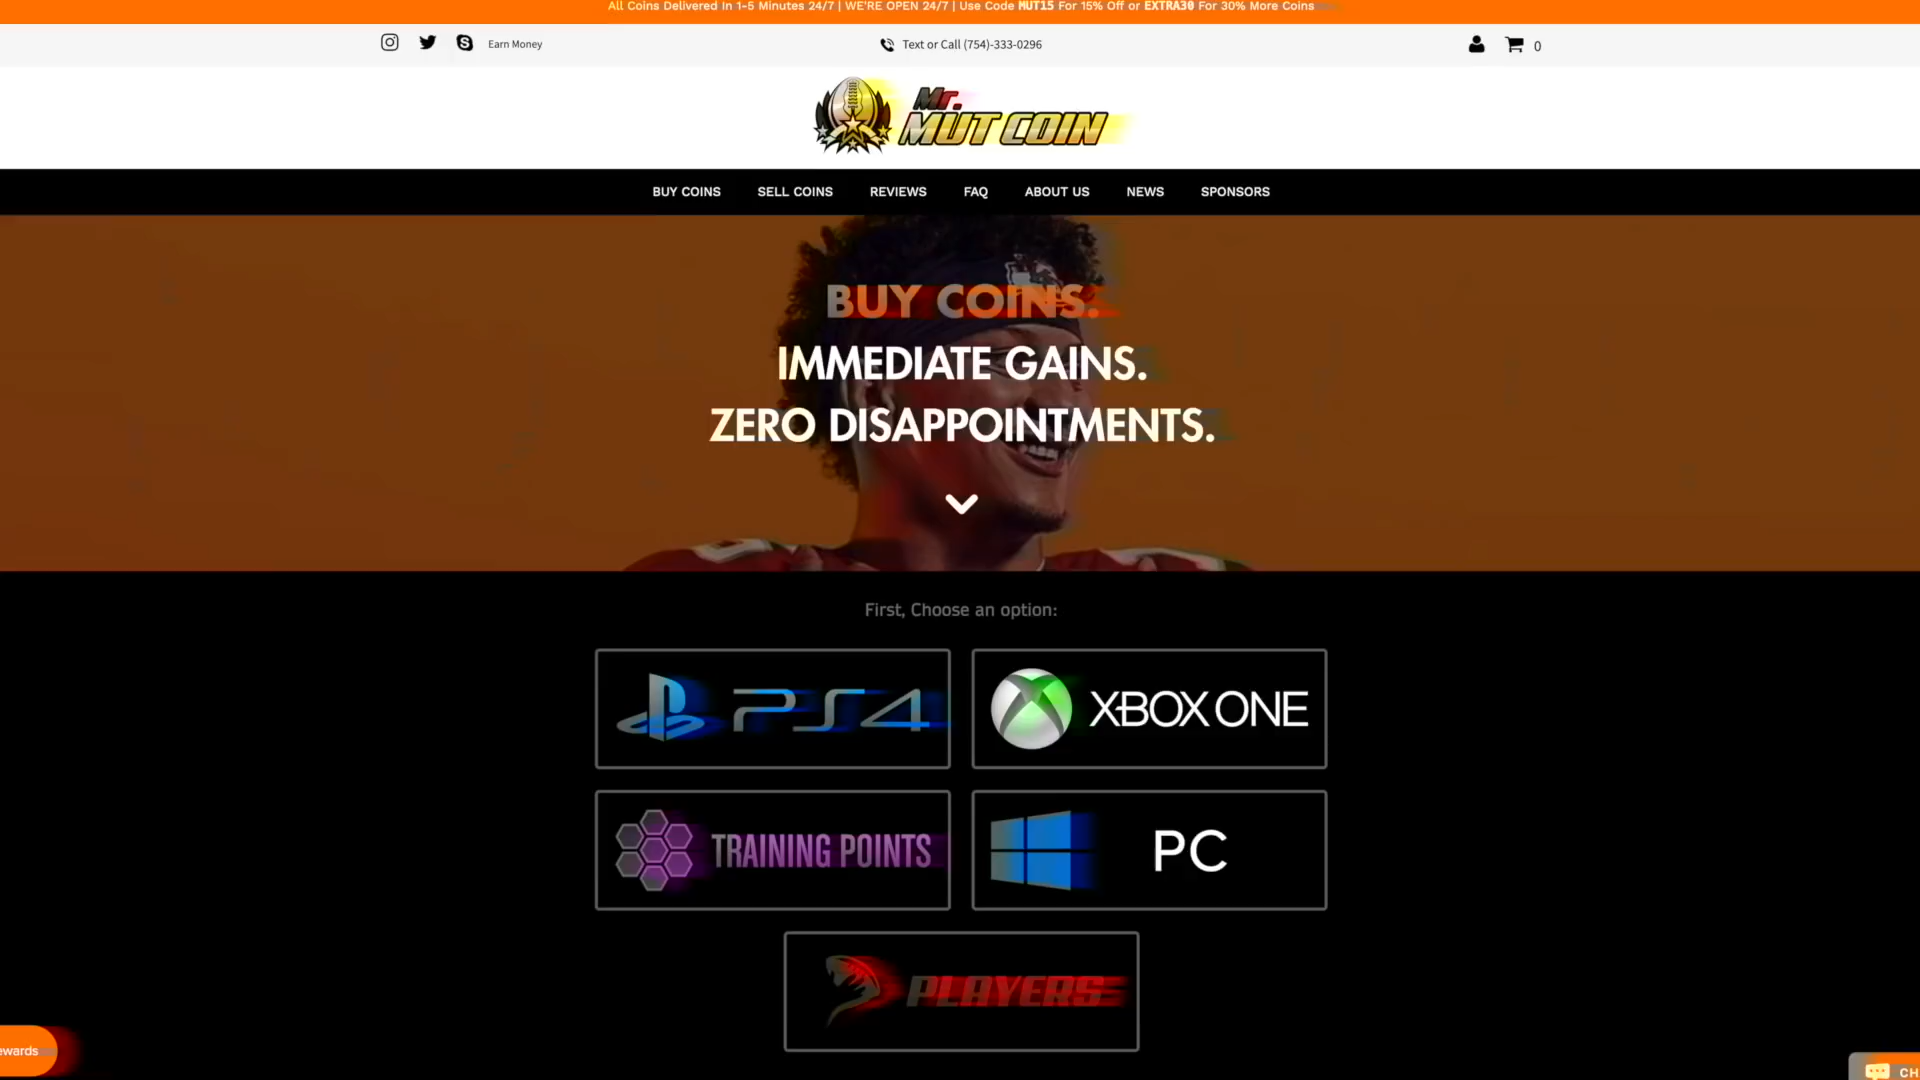 All Coins Delivered In 1-5 Minutes 24/7 | WE'RE OPEN 24/7 | Use Code MUT15 For 15% Off or EXTRA30 For 30% More Coins
Earn Money
Text or Call (754)-333-0296
0
Mr.
MUT COIN
BUY COINS
SELL COINS
REVIEWS
FAQ
ABOUT US
NEWS
SPONSORS
BUY COINS.
IMMEDIATE GAINS.
ZERO DISAPPOINTMENTS.
First, Choose an option:
PS4
XBOX ONE
TRAINING POINTS
PC
PLAYERS
ewards
CH